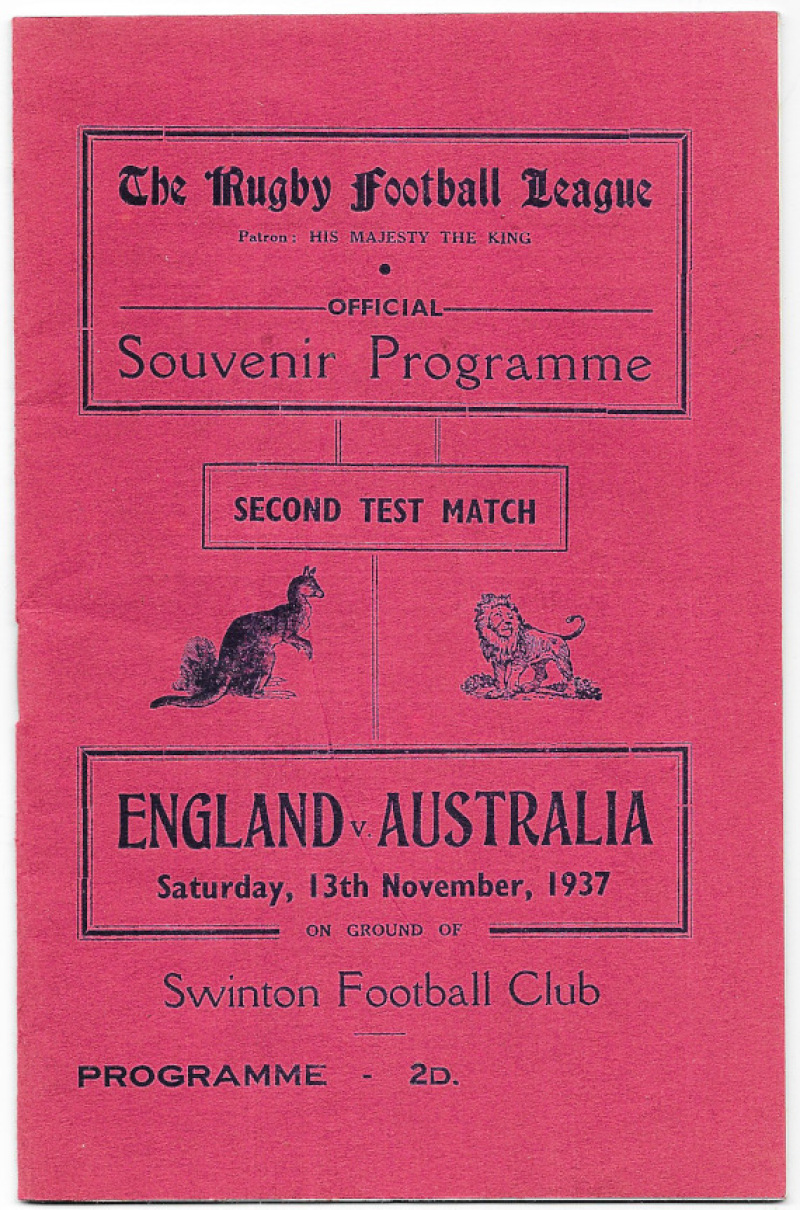 The Rugby Football League
Patron: HIS MAJESTY THE KING
OFFICIAL
Souvenir Programme
SECOND TEST MATCH
ENGLAND v. AUSTRALIA
Saturday, 13th November, 1937
ON GROUND OF
Swinton Football Club
PROGRAMME - 2D.